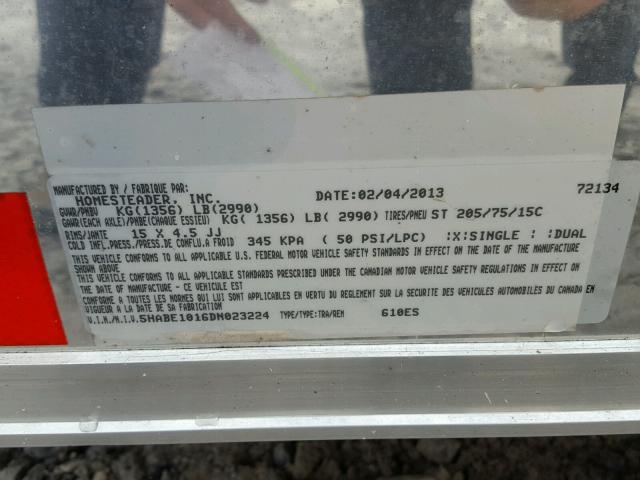 MANUFACTURED BY / FABRIQUE PAR:
HOMESTEADER, INC. DATE:02/04/2013 72134
GVWR/PNBV KG(1356) LB(2990)
GAWR(EACH AXLE)/PNBE(CHAQUE ESSIEU) KG( 1356) LB( 2990) TIRES/PNEU ST 205/75/15C
RIMS/JANTE 15 X 4.5 JJ
COLD INFL.PRESS./PRESS.DE CONFL.A FROID 345 KPA ( 50 PSI/LPC) :X:SINGLE : :DUAL
THIS VEHICLE CONFORMS TO ALL APPLICABLE U.S. FEDERAL MOTOR VEHICLE SAFETY STANDARDS IN EFFECT ON THE DATE OF THE MANUFACTURE
SHOWN ABOVE
THIS VEHICLE CONFORMS TO ALL APPLICABLE STANDARDS PRESCRIBED UNDER THE CANADIAN MOTOR VEHICLE SAFETY REGULATIONS IN EFFECT ON
THE DATE OF MANUFACTURE - CE VEHICULE EST
CONFORME A TOUTES LES NORMES QUI LUI SONT APPLICABLES EN VERTU DU REGLEMENT SUR LA SECURITE DES VEHICULES AUTOMOBILES DU CANADA EN
VIGUEUR A LA DATE DE SA FABRICATION
V.I.N./N.I.V.5HABE1016DN023224 TYPE/TYPE:TRA/REM 610ES